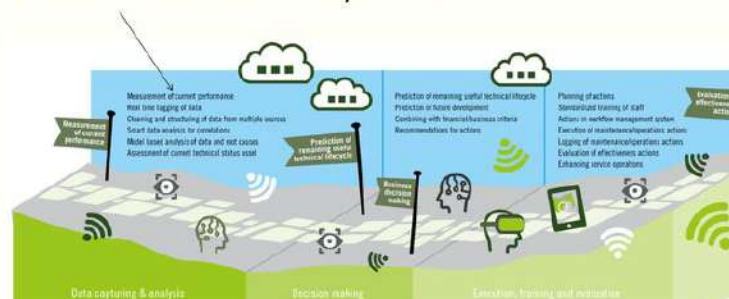 Measurement of current performance
Real time logging of data
Cleaning and structuring of data from multiple sources
Smart data analysis for correlations
Model based analysis of data and root causes
Assessment of current technical status asset
Prediction of remaining useful technical lifecycle
Prediction of future development
Combining with financial/business criteria
Recommendations for actions
Planning of actions
Standardized training of staff
Actions in workflow management system
Execution of maintenance/operations actions
Logging of maintenance/operations actions
Evaluation of effectiveness actions
Enhancing service operations
Measurement
of current
performance
Prediction of
remaining useful
technical lifecycle
Business
decision
making
Evaluation
effectiven
action
Data capturing & analysis
Decision making
Execution, training and evaluation